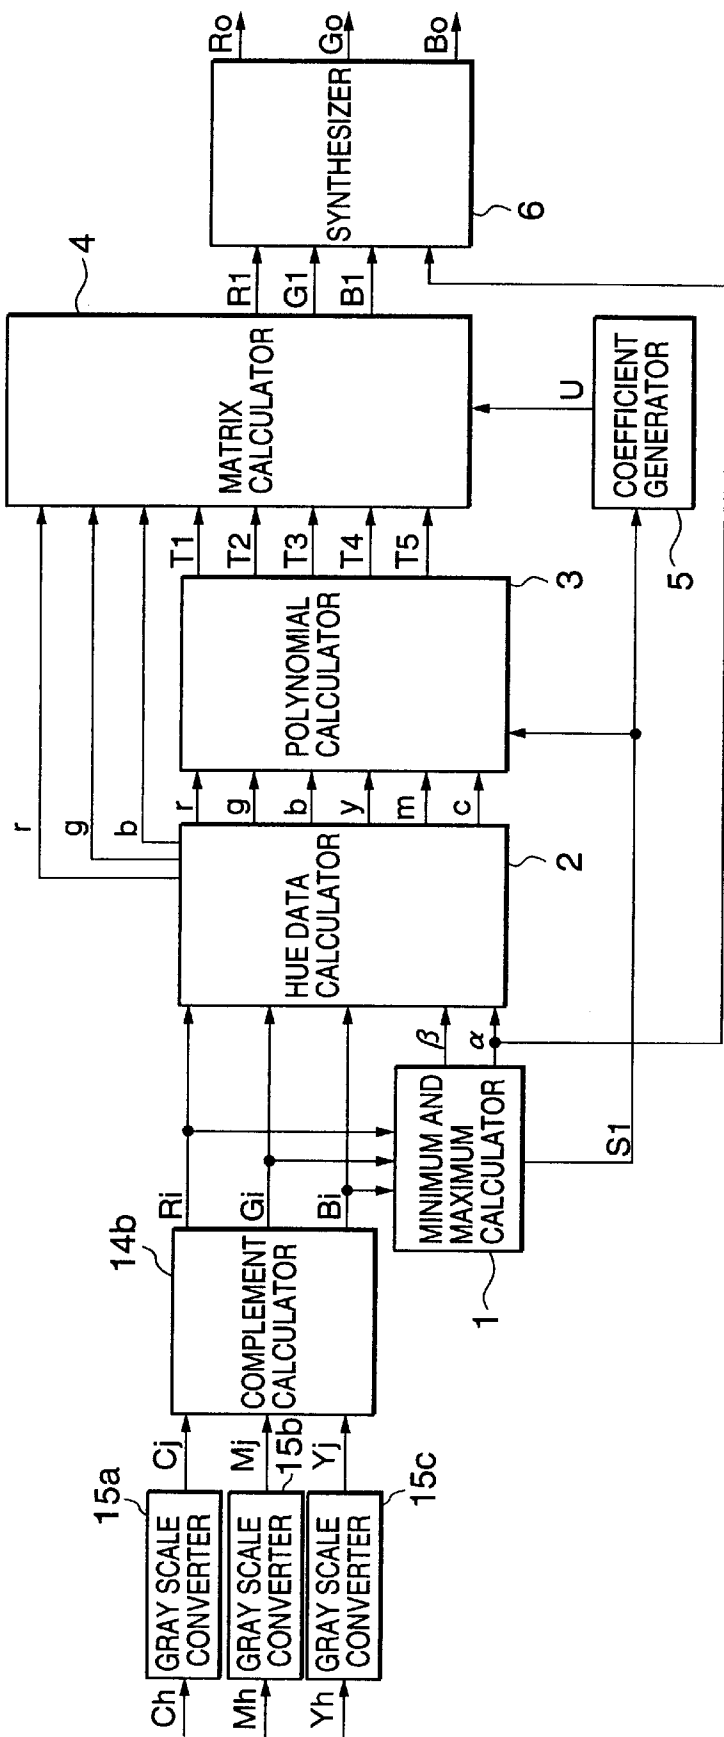 Ch
Mh
Yh
15a
GRAY SCALE
CONVERTER
GRAY SCALE
CONVERTER
15b
GRAY SCALE
CONVERTER
15c
Cj
Mj
Yj
14b
COMPLEMENT
CALCULATOR
Ri
Gi
Bi
MINIMUM AND
MAXIMUM
CALCULATOR
1
β
α
S1
HUE DATA
CALCULATOR
2
r
g
b
r
g
b
y
m
c
POLYNOMIAL
CALCULATOR
3
T1
T2
T3
T4
T5
MATRIX
CALCULATOR
4
COEFFICIENT
GENERATOR
5
U
R1
G1
B1
SYNTHESIZER
6
Ro
Go
Bo